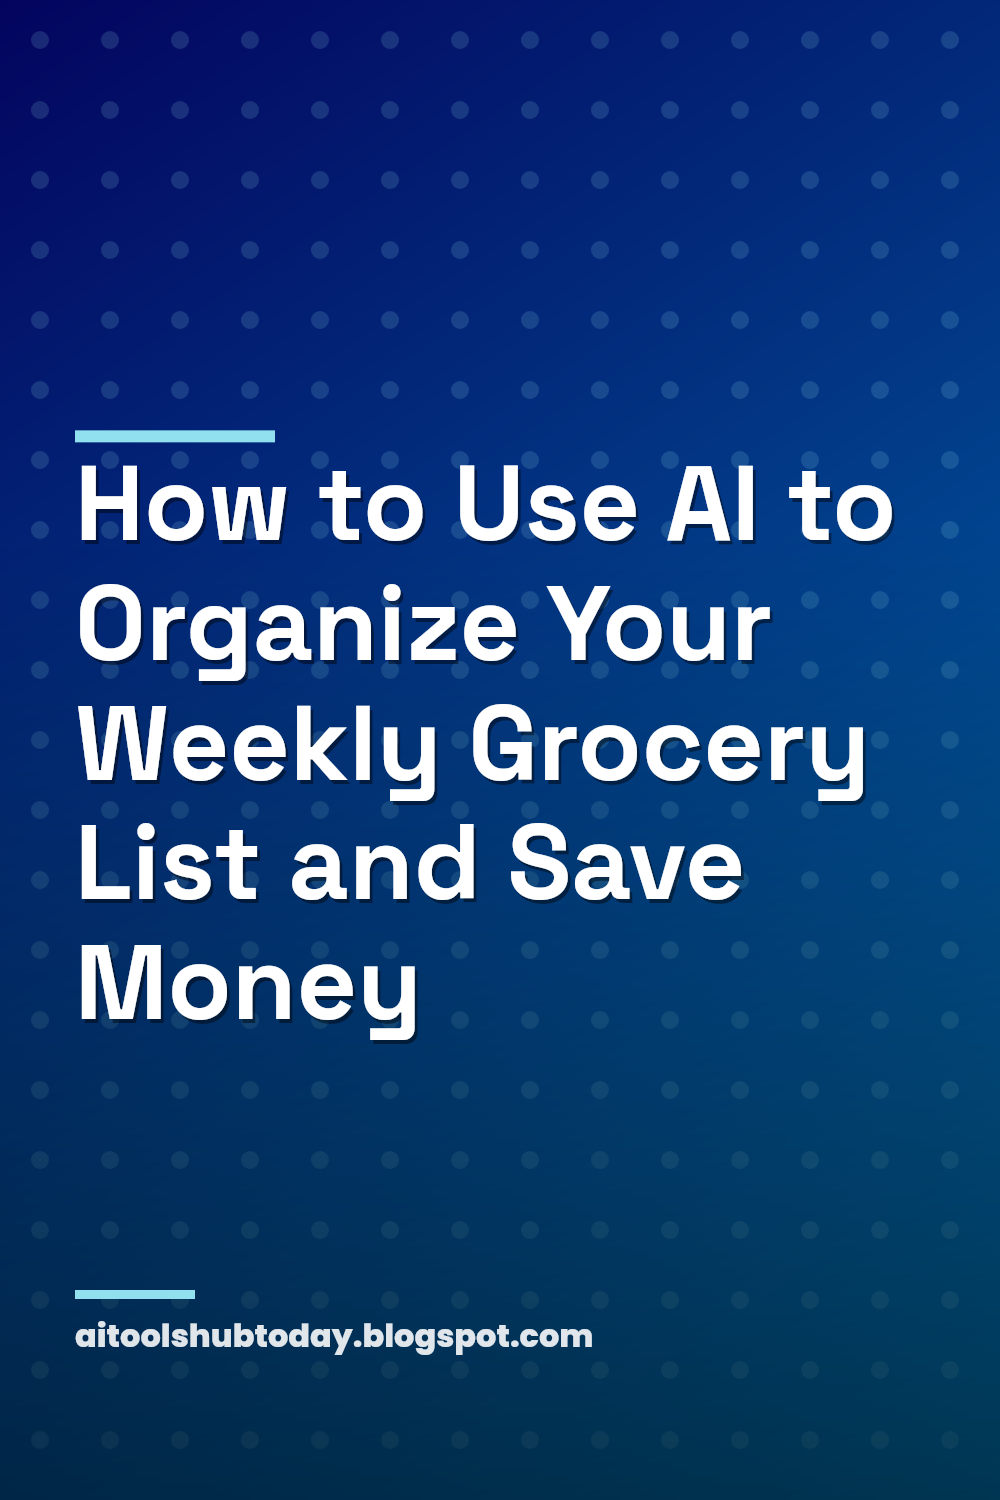 How to Use AI to
Organize Your
Weekly Grocery
List and Save
Money
aitoolshubtoday.blogspot.com